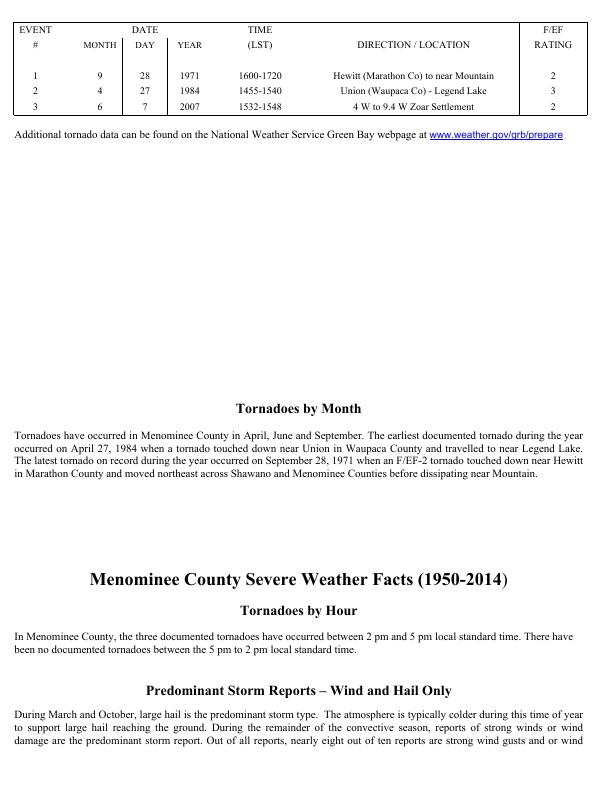 EVENT DATE TIME F/EF
# MONTH DAY YEAR (LST) DIRECTION / LOCATION RATING
1 9 28 1971 1600-1720 Hewitt (Marathon Co) to near Mountain 2
2 4 27 1984 1455-1540 Union (Waupaca Co) - Legend Lake 3
3 6 7 2007 1532-1548 4 W to 9.4 W Zoar Settlement 2
Additional tornado data can be found on the National Weather Service Green Bay webpage at www.weather.gov/grb/prepare
Tornadoes by Month
Tornadoes have occurred in Menominee County in April, June and September. The earliest documented tornado during the year
occurred on April 27, 1984 when a tornado touched down near Union in Waupaca County and travelled to near Legend Lake.
The latest tornado on record during the year occurred on September 28, 1971 when an F/EF-2 tornado touched down near Hewitt
in Marathon County and moved northeast across Shawano and Menominee Counties before dissipating near Mountain.
Menominee County Severe Weather Facts (1950-2014)
Tornadoes by Hour
In Menominee County, the three documented tornadoes have occurred between 2 pm and 5 pm local standard time. There have
been no documented tornadoes between the 5 pm to 2 pm local standard time.
Predominant Storm Reports – Wind and Hail Only
During March and October, large hail is the predominant storm type. The atmosphere is typically colder during this time of year
to support large hail reaching the ground. During the remainder of the convective season, reports of strong winds or wind
damage are the predominant storm report. Out of all reports, nearly eight out of ten reports are strong wind gusts and or wind